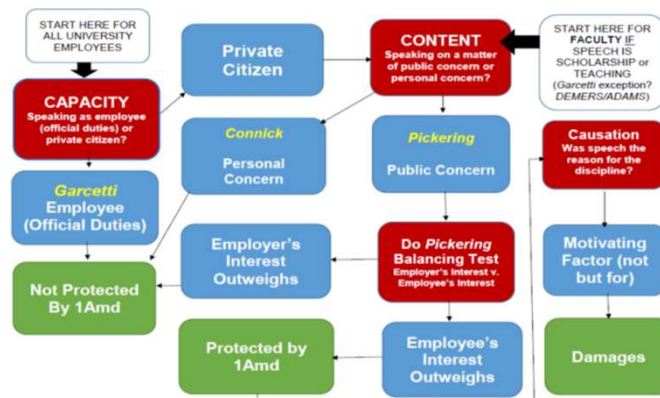 START HERE FOR
ALL UNIVERSITY
EMPLOYEES
Private
Citizen
CONTENT
Speaking on a matter
of public concern or
personal concern?
START HERE FOR
FACULTY IF
SPEECH IS
SCHOLARSHIP or
TEACHING
(Garcetti exception?
DEMERS/ADAMS)
CAPACITY
Speaking as employee
(official duties) or
private citizen?
Connick
Personal
Concern
Pickering
Public Concern
Causation
Was speech the
reason for the
discipline?
Garcetti
Employee
(Official Duties)
Employer's
Interest
Outweighs
Do Pickering
Balancing Test
Employer's Interest v.
Employee's Interest
Motivating
Factor (not
but for)
Not Protected
By 1Amd
Protected by
1Amd
Employee's
Interest
Outweighs
Damages